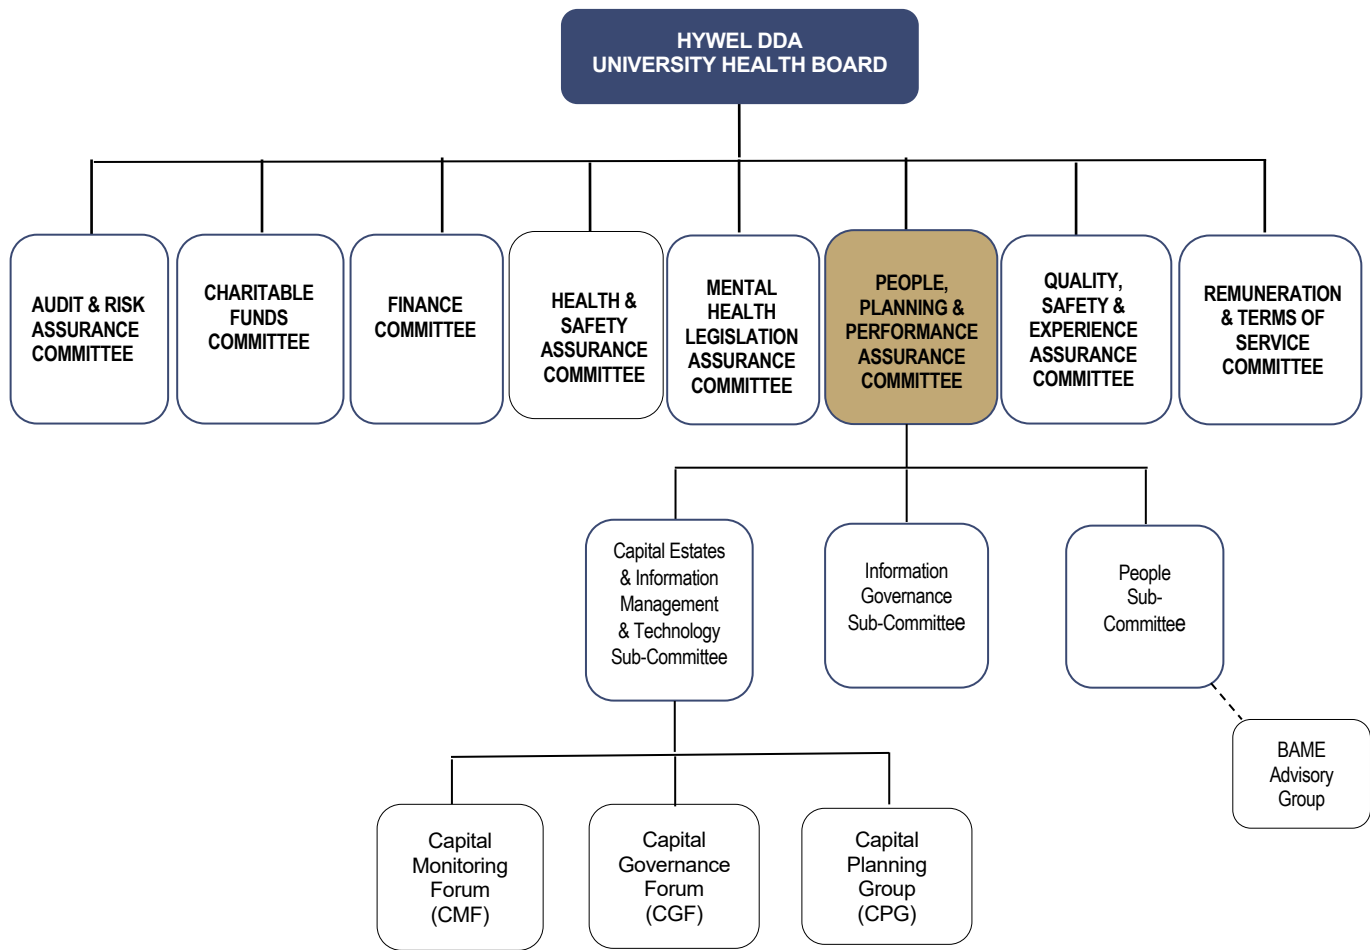 HYWEL DDA
UNIVERSITY HEALTH BOARD
AUDIT & RISK
ASSURANCE
COMMITTEE
CHARITABLE
FUNDS
COMMITTEE
FINANCE
COMMITTEE
HEALTH &
SAFETY
ASSURANCE
COMMITTEE
MENTAL
HEALTH
LEGISLATION
ASSURANCE
COMMITTEE
PEOPLE,
PLANNING &
PERFORMANCE
ASSURANCE
COMMITTEE
QUALITY,
SAFETY &
EXPERIENCE
ASSURANCE
COMMITTEE
REMUNERATION
& TERMS OF
SERVICE
COMMITTEE
Capital Estates
& Information
Management
& Technology
Sub-Committee
Information
Governance
Sub-Committee
People
Sub-
Committee
BAME
Advisory
Group
Capital
Monitoring
Forum
(CMF)
Capital
Governance
Forum
(CGF)
Capital
Planning
Group
(CPG)